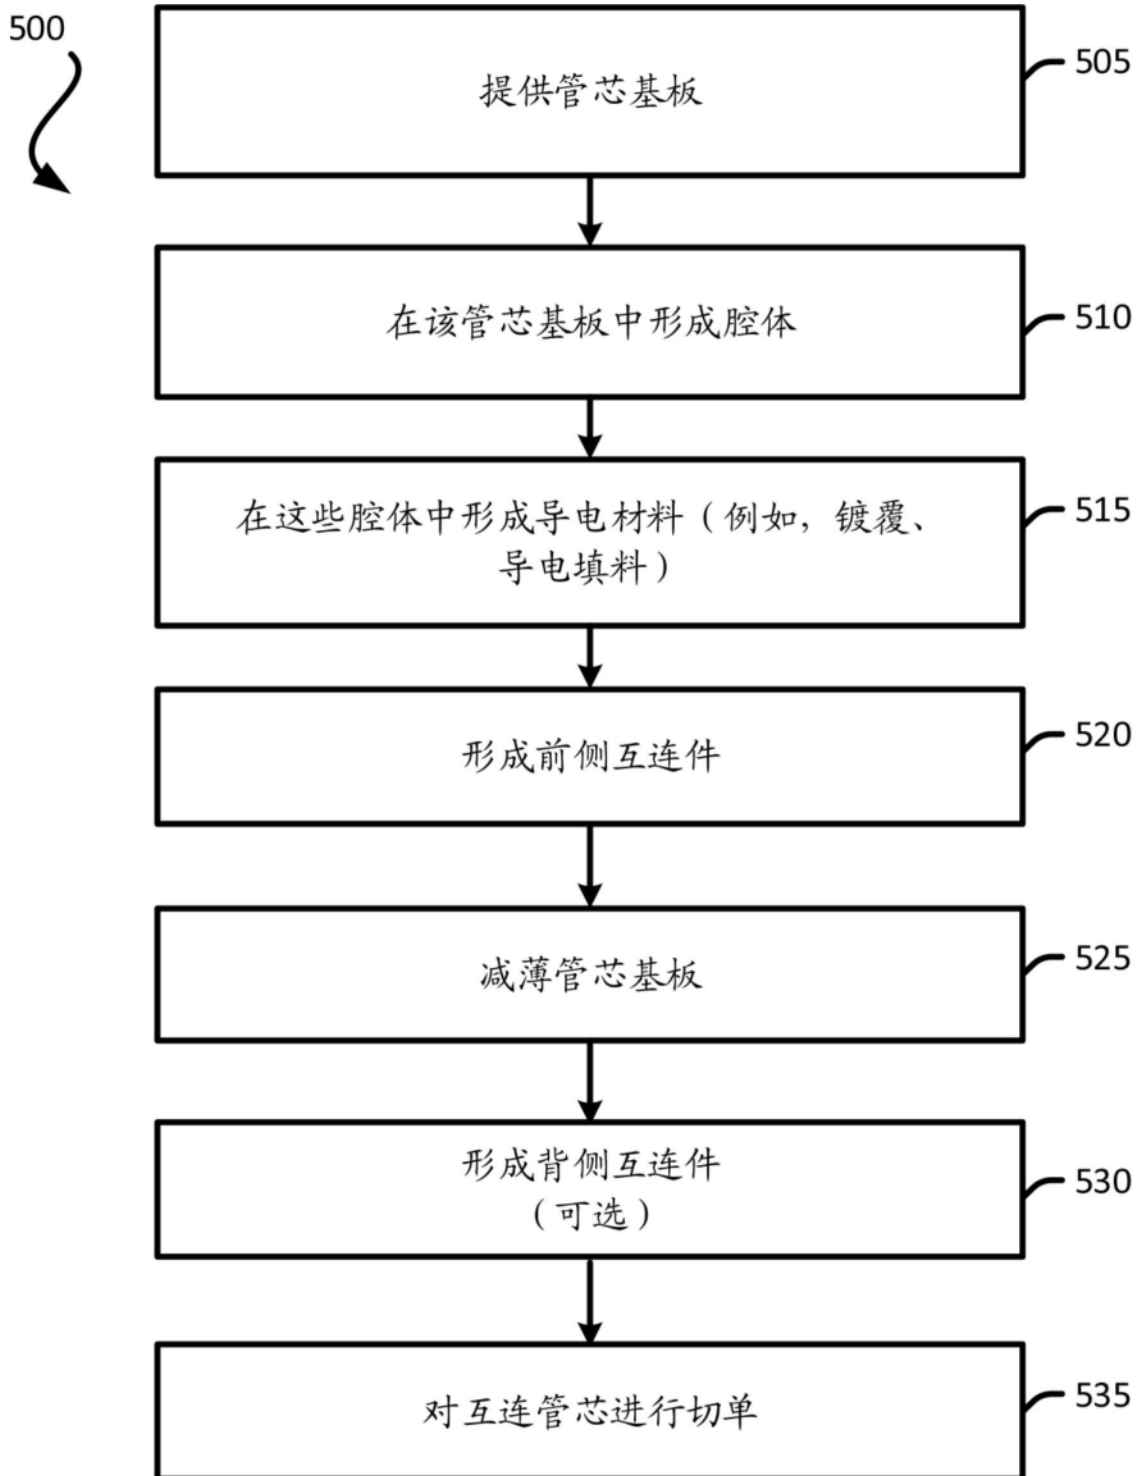 500
提供管芯基板
505
在该管芯基板中形成腔体
510
在这些腔体中形成导电材料（例如，镀覆、
导电填料）
515
形成前侧互连件
520
减薄管芯基板
525
形成背侧互连件
（可选）
530
对互连管芯进行切单
535